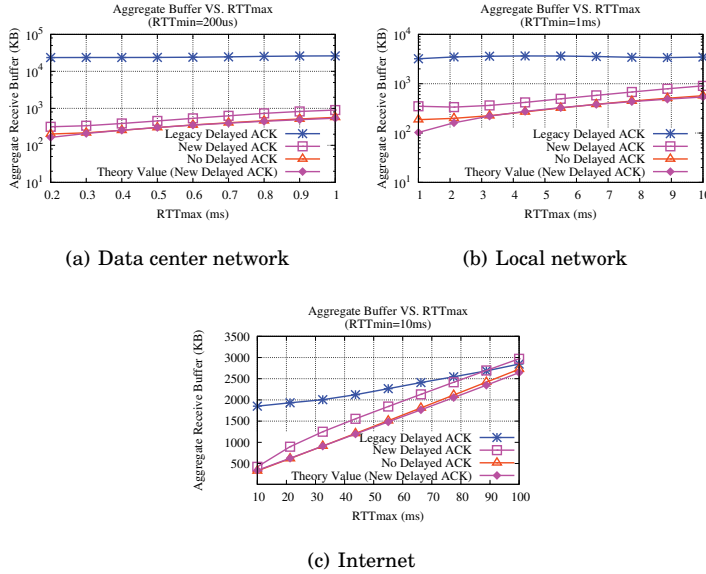 Aggregate Buffer VS. RTTmax
(RTTmin=200us)
Aggregate Receive Buffer (KB)
10^5
10^4
10^3
10^2
10^1
Legacy Delayed ACK
New Delayed ACK
No Delayed ACK
Theory Value (New Delayed ACK)
0.2 0.3 0.4 0.5 0.6 0.7 0.8 0.9 1
RTTmax (ms)
(a) Data center network
Aggregate Buffer VS. RTTmax
(RTTmin=1ms)
Aggregate Receive Buffer (KB)
10^4
10^3
10^2
10^1
Legacy Delayed ACK
New Delayed ACK
No Delayed ACK
Theory Value (New Delayed ACK)
1 2 3 4 5 6 7 8 9 10
RTTmax (ms)
(b) Local network
Aggregate Buffer VS. RTTmax
(RTTmin=10ms)
Aggregate Receive Buffer (KB)
3500
3000
2500
2000
1500
1000
500
Legacy Delayed ACK
New Delayed ACK
No Delayed ACK
Theory Value (New Delayed ACK)
10 20 30 40 50 60 70 80 90 100
RTTmax (ms)
(c) Internet